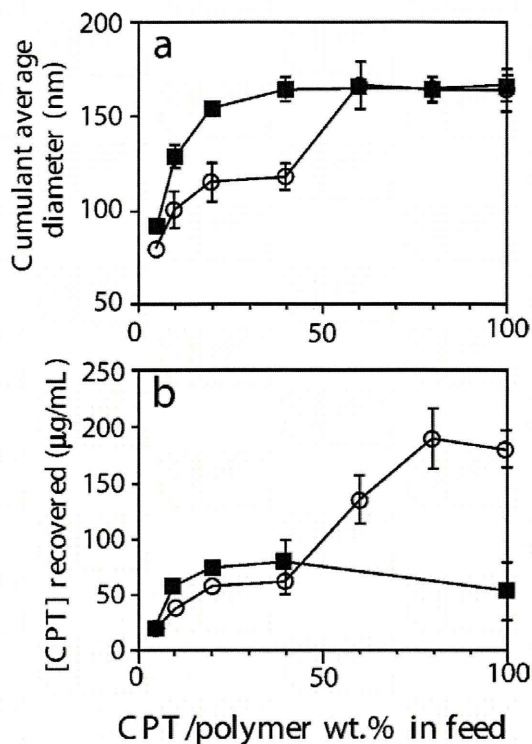 a
200
150
100
50
0
50
100
Cumulant average
diameter (nm)
b
250
200
150
100
50
0
0
50
100
[CPT] recovered (µg/mL)
CPT/polymer wt.% in feed